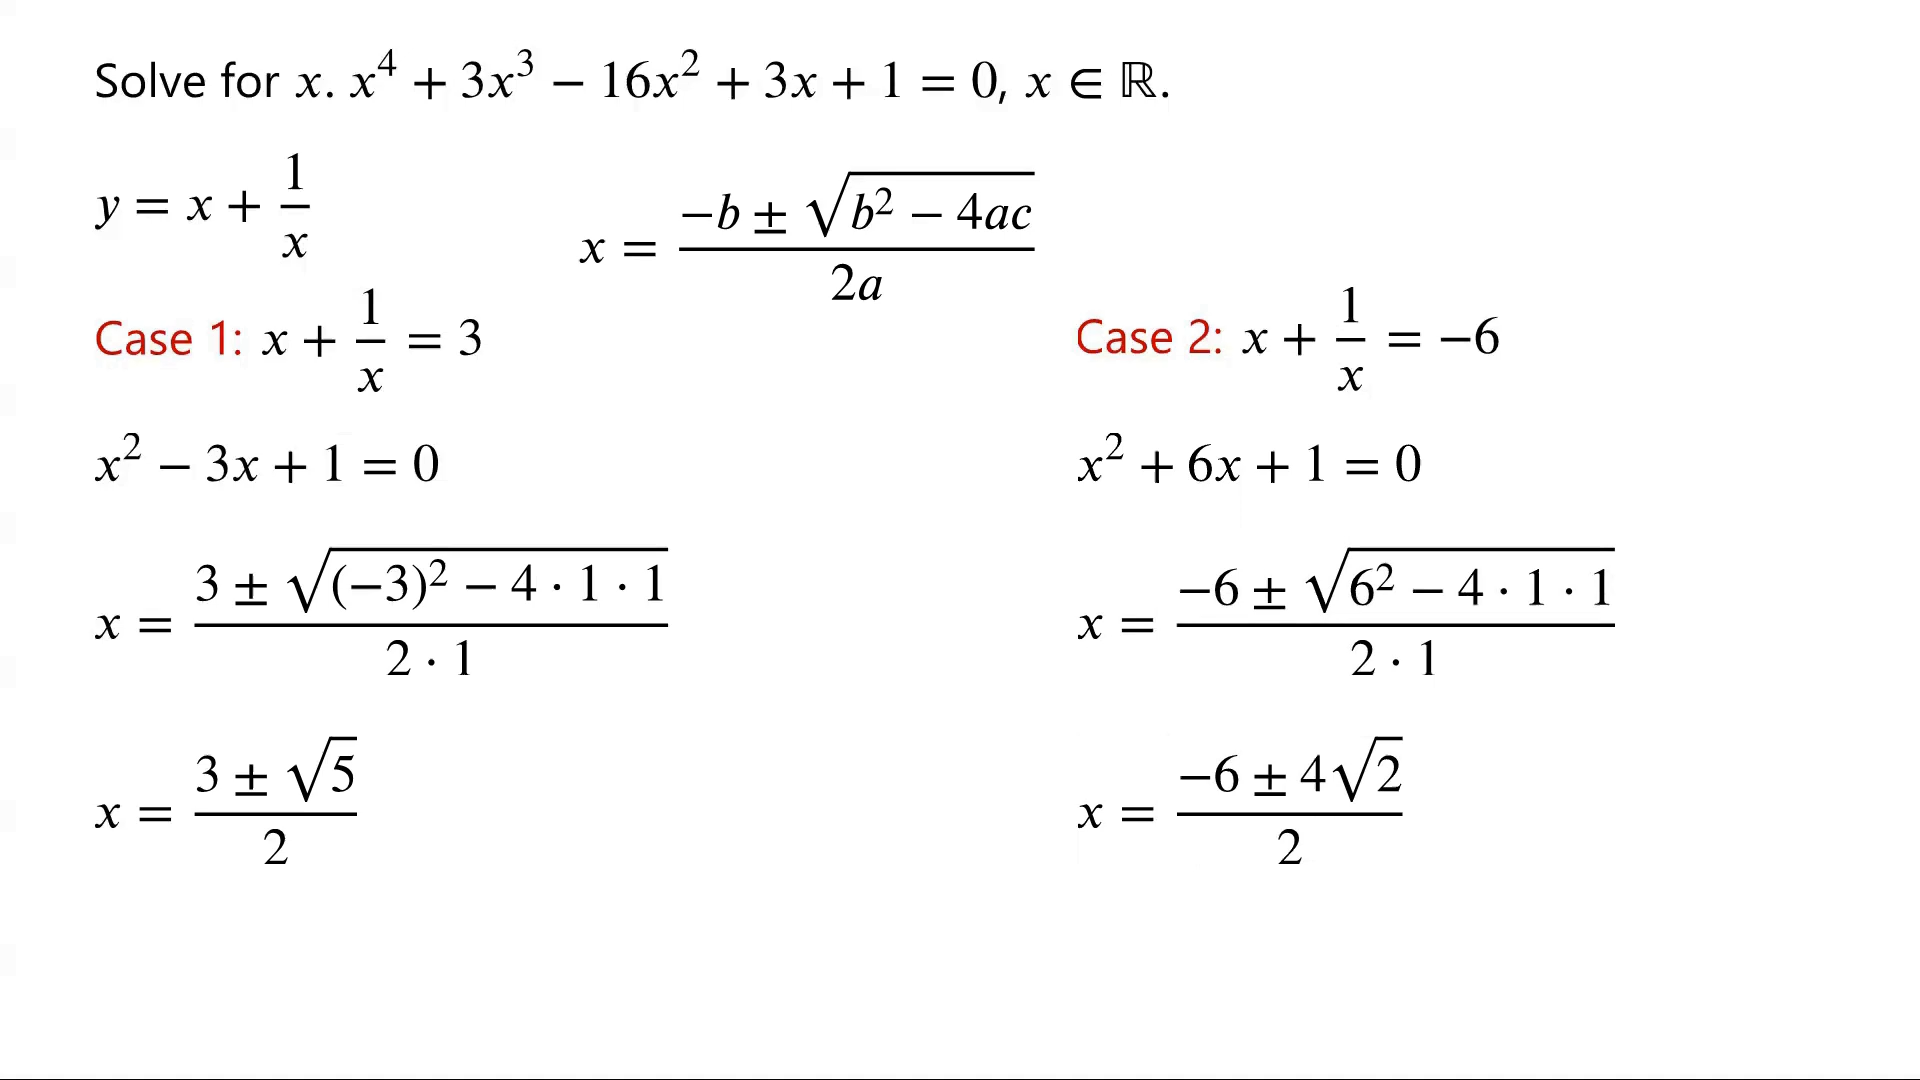 Solve for x. x⁴ + 3x³ − 16x² + 3x + 1 = 0, x ∈ ℝ.
y = x + 1/x
x = (−b ± √(b² − 4ac))/(2a)
Case 1: x + 1/x = 3
x² − 3x + 1 = 0
x = (3 ± √((−3)² − 4 · 1 · 1))/(2 · 1)
x = (3 ± √5)/2
Case 2: x + 1/x = −6
x² + 6x + 1 = 0
x = (−6 ± √(6² − 4 · 1 · 1))/(2 · 1)
x = (−6 ± 4√2)/2